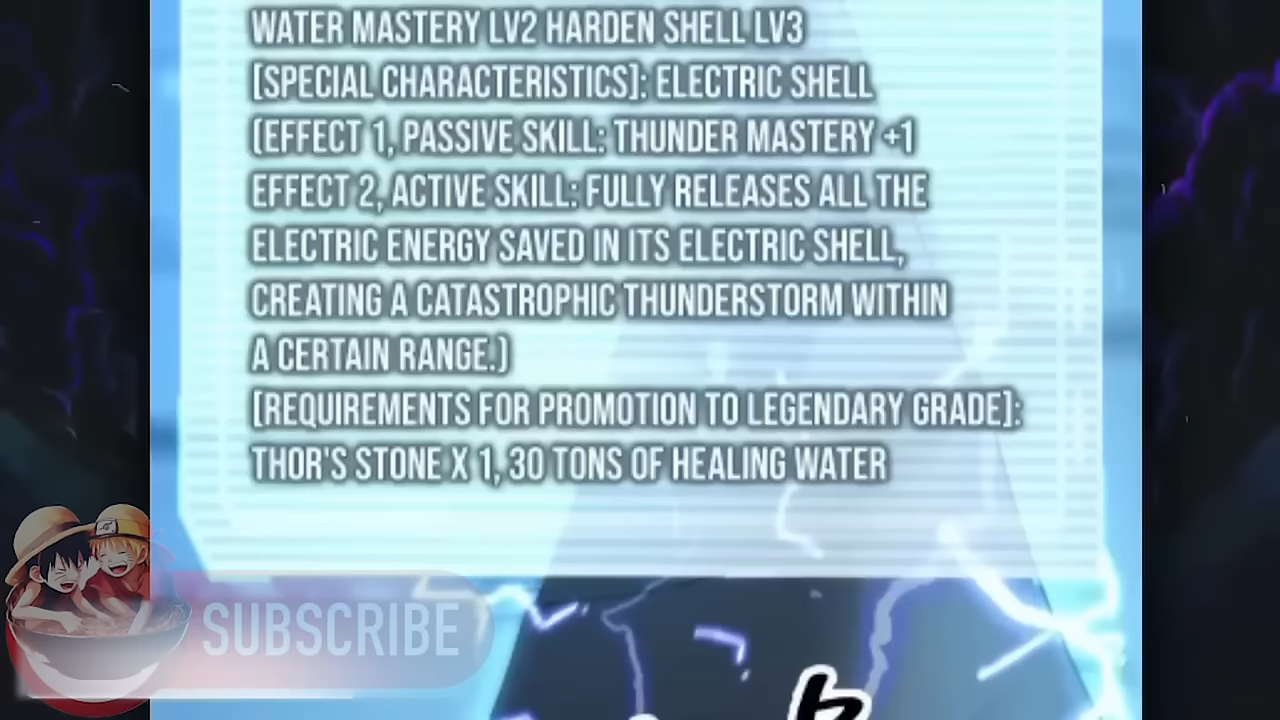 WATER MASTERY LV2 HARDEN SHELL LV3
[SPECIAL CHARACTERISTICS]: ELECTRIC SHELL
(EFFECT 1, PASSIVE SKILL: THUNDER MASTERY +1
EFFECT 2, ACTIVE SKILL: FULLY RELEASES ALL THE
ELECTRIC ENERGY SAVED IN ITS ELECTRIC SHELL,
CREATING A CATASTROPHIC THUNDERSTORM WITHIN
A CERTAIN RANGE.)
[REQUIREMENTS FOR PROMOTION TO LEGENDARY GRADE]:
THOR'S STONE X 1, 30 TONS OF HEALING WATER
SUBSCRIBE